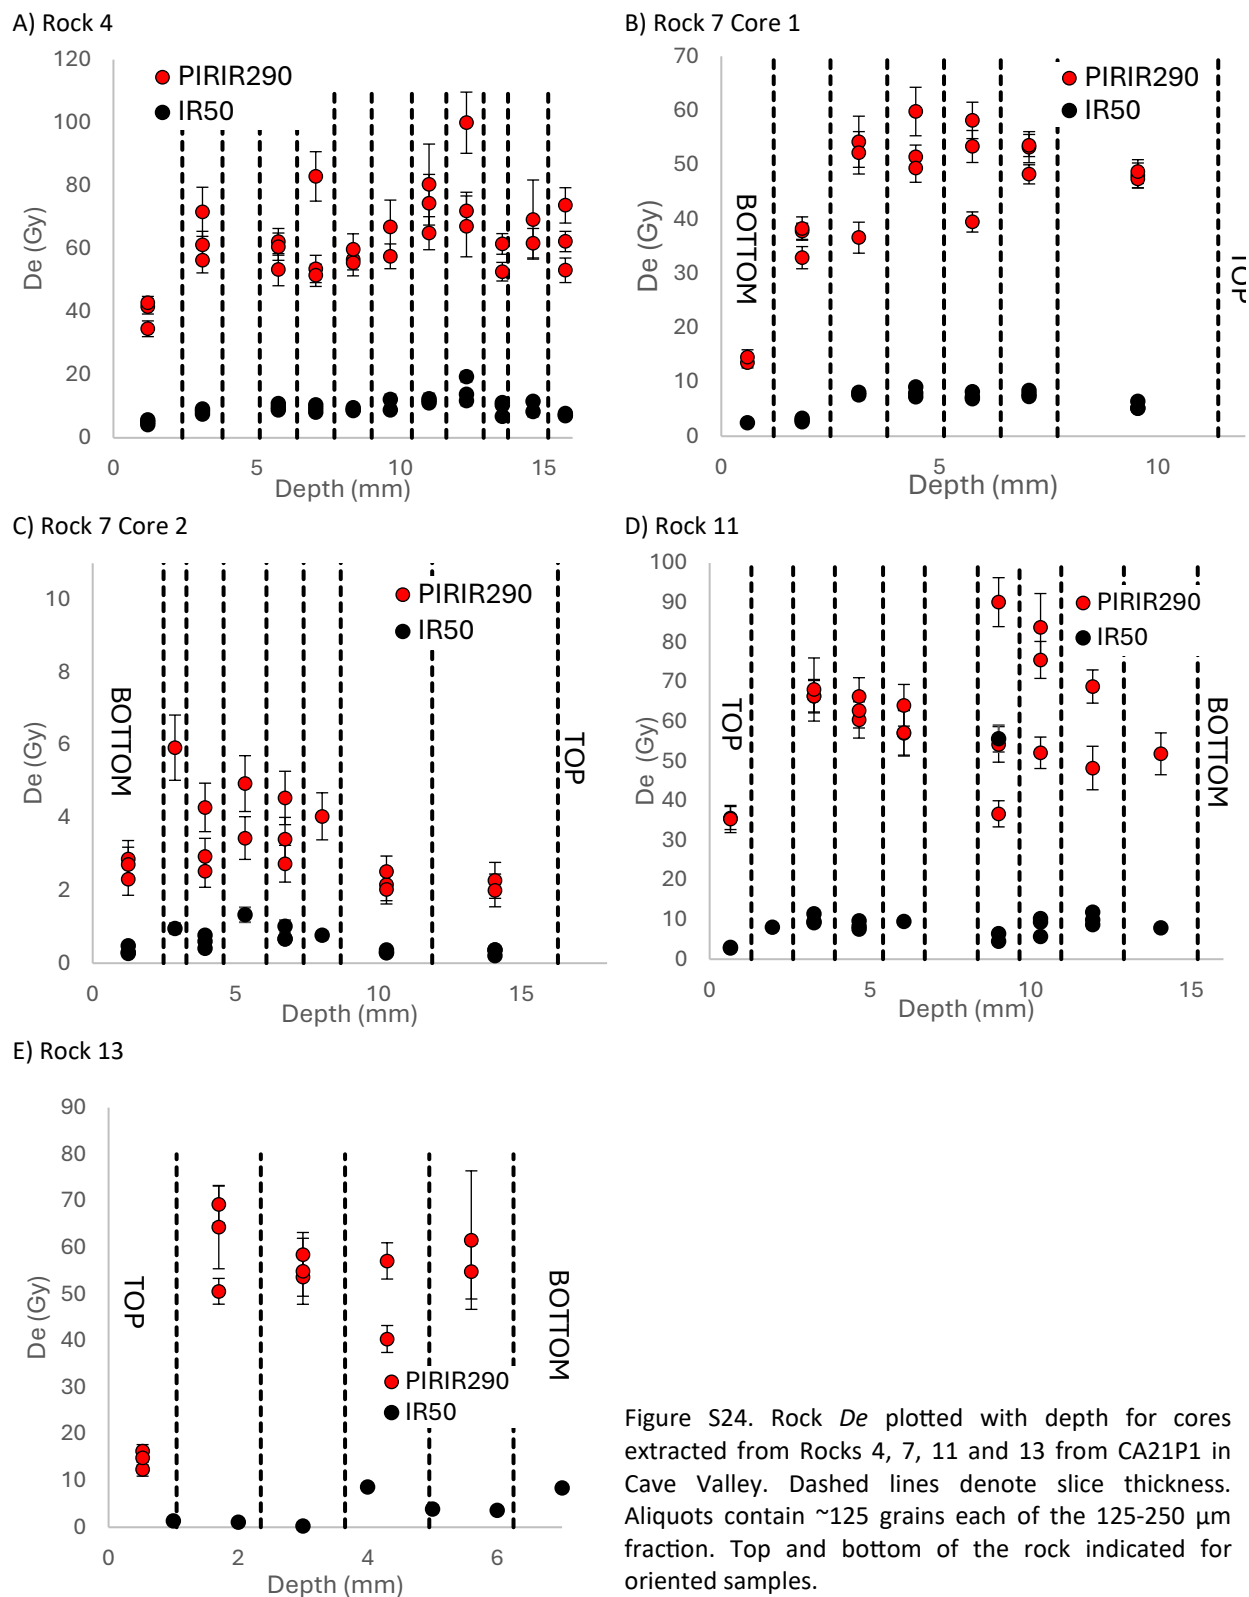 A) Rock 4
B) Rock 7 Core 1
120
100
80
60
40
20
0
De (Gy)
PIRIR290
IR50
0 5 10 15
Depth (mm)
70
60
50
40
30
20
10
0
De (Gy)
PIRIR290
IR50
BOTTOM
TOP
0 5 10
Depth (mm)
C) Rock 7 Core 2
D) Rock 11
10
8
6
4
2
0
De (Gy)
PIRIR290
IR50
BOTTOM
TOP
0 5 10 15
Depth (mm)
100
90
80
70
60
50
40
30
20
10
0
De (Gy)
PIRIR290
IR50
TOP
BOTTOM
0 5 10 15
Depth (mm)
E) Rock 13
90
80
70
60
50
40
30
20
10
0
De (Gy)
TOP
BOTTOM
PIRIR290
IR50
0 2 4 6
Depth (mm)
Figure S24. Rock De plotted with depth for cores
extracted from Rocks 4, 7, 11 and 13 from CA21P1 in
Cave Valley. Dashed lines denote slice thickness.
Aliquots contain ~125 grains each of the 125-250 µm
fraction. Top and bottom of the rock indicated for
oriented samples.